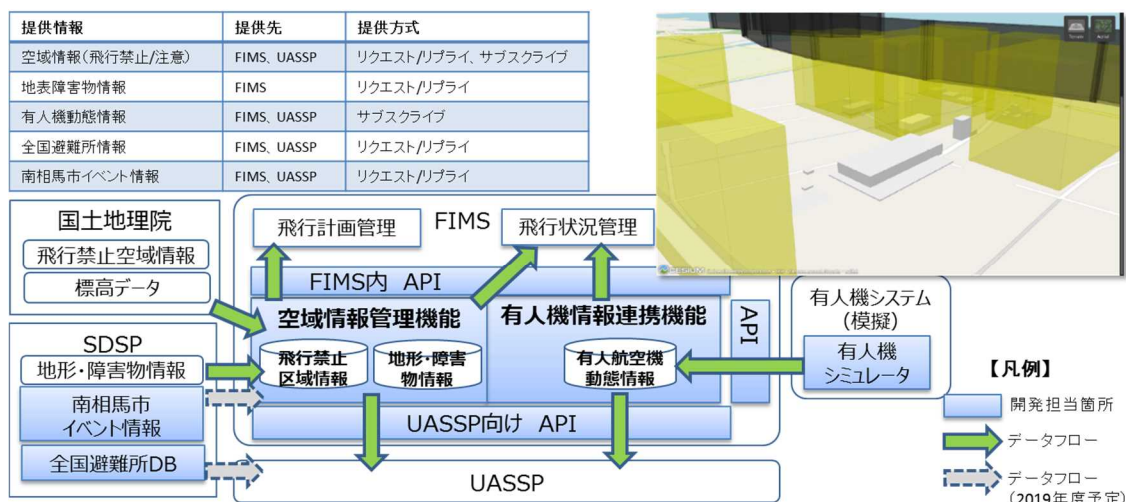 提供情報 提供先 提供方式
空域情報(飛行禁止/注意) FIMS、UASSP リクエスト/リプライ、サブスクライブ
地表障害物情報 FIMS リクエスト/リプライ
有人機動態情報 FIMS、UASSP サブスクライブ
全国避難所情報 FIMS、UASSP リクエスト/リプライ
南相馬市イベント情報 FIMS、UASSP リクエスト/リプライ
国土地理院
飛行禁止空域情報
標高データ
SDSP
地形・障害物情報
南相馬市
イベント情報
全国避難所DB
FIMS
飛行計画管理
飛行状況管理
FIMS内 API
空域情報管理機能
飛行禁止
区域情報
地形・障害
物情報
有人機情報連携機能
有人航空機
動態情報
API
UASSP向け API
UASSP
有人機システム
(模擬)
有人機
シミュレータ
【凡例】
開発担当箇所
データフロー
データフロー
(2019年度予定)